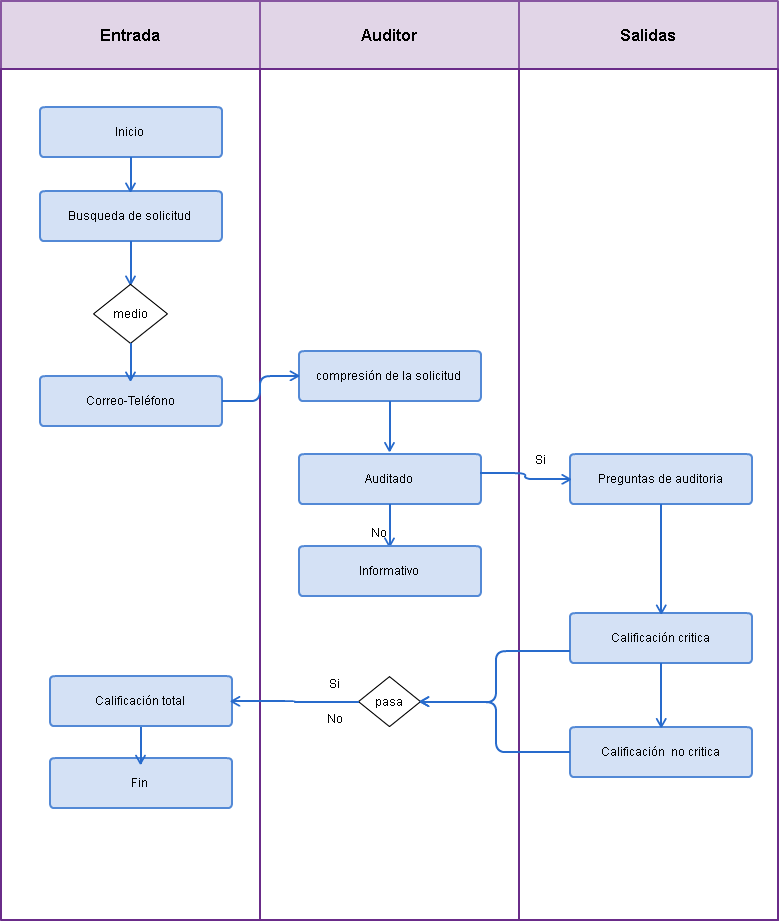 Entrada
Auditor
Salidas
Inicio
Busqueda de solicitud
medio
Correo-Teléfono
compresión de la solicitud
Auditado
Si
Preguntas de auditoria
No
Informativo
Calificación critica
Si
Calificación total
pasa
No
Calificación no critica
Fin